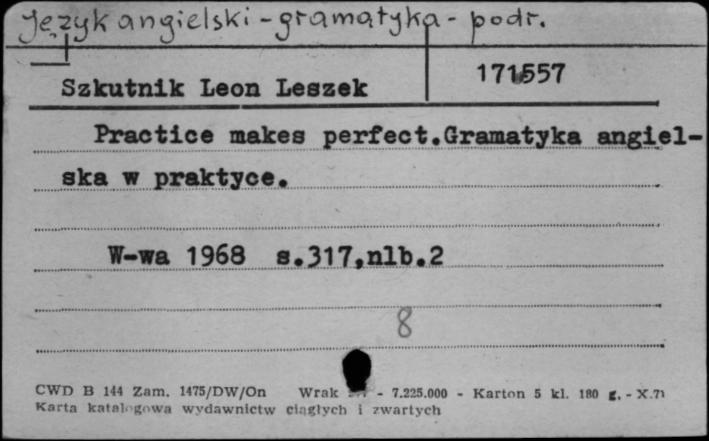 Język angielski - gramatyka - podr.
Szkutnik Leon Leszek
171557
Practice makes perfect.Gramatyka angiel-
ska w praktyce.
W-wa 1968 s.317,nlb.2
8
CWD B 144 Zam. 1475/DW/On Wrak - 7.225.000 - Karton 5 kl. 180 g. - X.71
Karta katalogowa wydawnictw ciągłych i zwartych